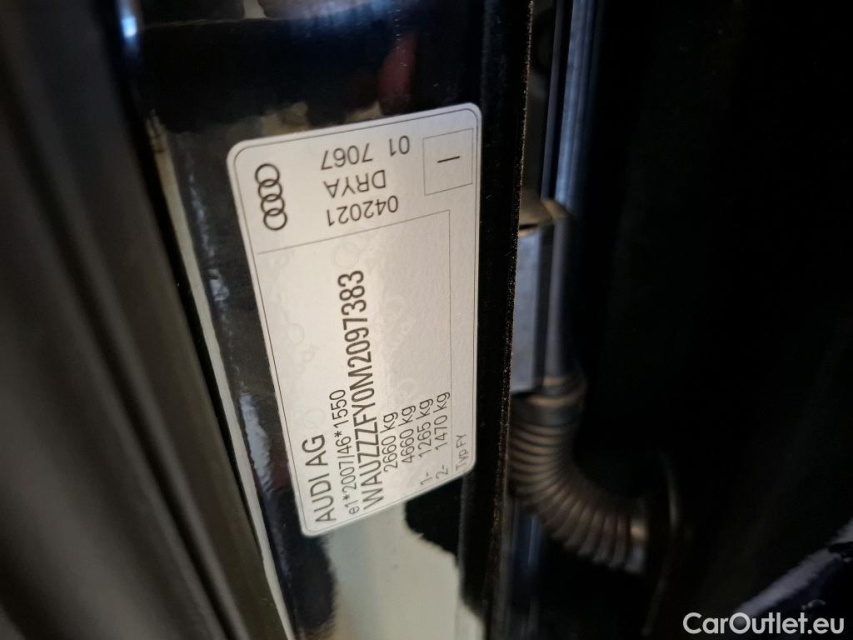 AUDI AG
e1*2007/46*1550
WAUZZZFY0M2097383
2660 kg
4660 kg
1- 1265 kg
2- 1470 kg
Typ FY
042021
DRYA
01 7067
CarOutlet.eu